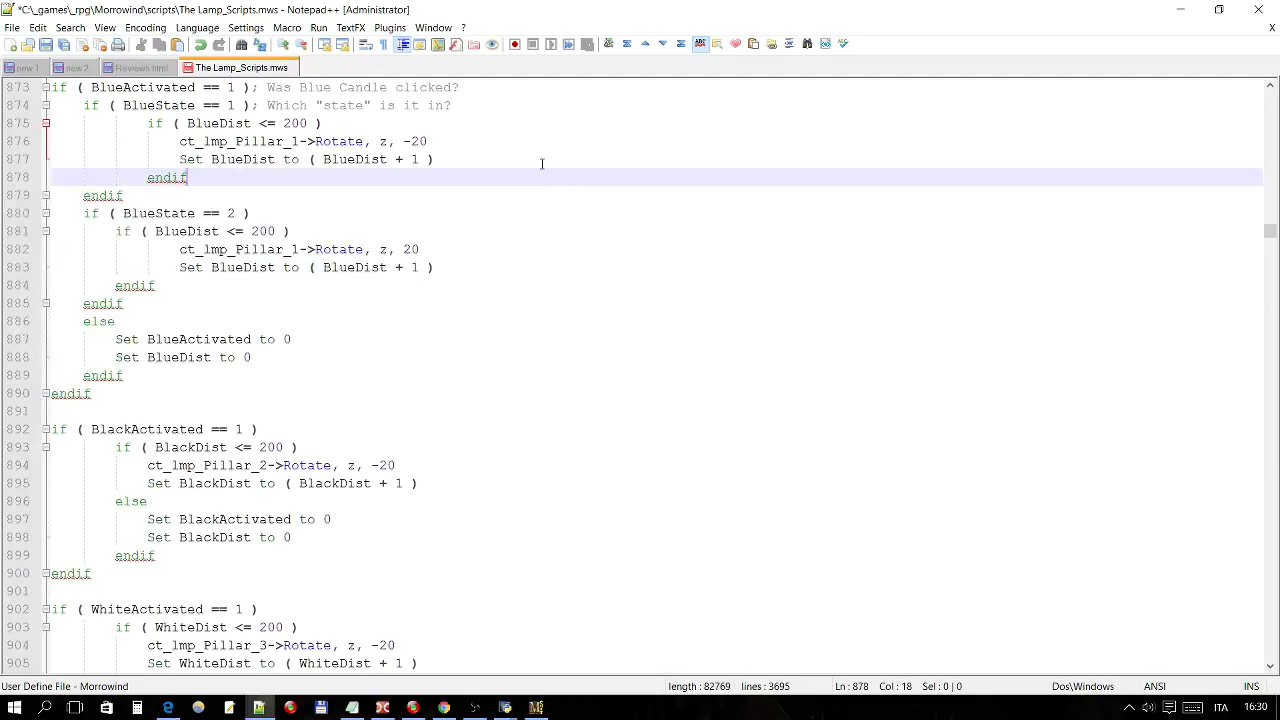 *C:\_games\_rpg\Morrowind\scripts\The Lamp_Scripts.mws - Notepad++ [Administrator]
File Edit Search View Encoding Language Settings Macro Run TextFX Plugins Window ? X
new 1 new 2 Reviews.html The Lamp_Scripts.mws
873 if ( BlueActivated == 1 ); Was Blue Candle clicked?
874 if ( BlueState == 1 ); Which "state" is it in?
875 if ( BlueDist <= 200 )
876 ct_lmp_Pillar_1->Rotate, z, -20
877 Set BlueDist to ( BlueDist + 1 )
878 endif
879 endif
880 if ( BlueState == 2 )
881 if ( BlueDist <= 200 )
882 ct_lmp_Pillar_1->Rotate, z, 20
883 Set BlueDist to ( BlueDist + 1 )
884 endif
885 endif
886 else
887 Set BlueActivated to 0
888 Set BlueDist to 0
889 endif
890 endif
891
892 if ( BlackActivated == 1 )
893 if ( BlackDist <= 200 )
894 ct_lmp_Pillar_2->Rotate, z, -20
895 Set BlackDist to ( BlackDist + 1 )
896 else
897 Set BlackActivated to 0
898 Set BlackDist to 0
899 endif
900 endif
901
902 if ( WhiteActivated == 1 )
903 if ( WhiteDist <= 200 )
904 ct_lmp_Pillar_3->Rotate, z, -20
905 Set WhiteDist to ( WhiteDist + 1 )
User Define File - Morrowind length : 82769 lines : 3695 Ln : 878 Col : 18 Sel : 0 | 0 Dos\Windows ANSI INS
ITA 16:30